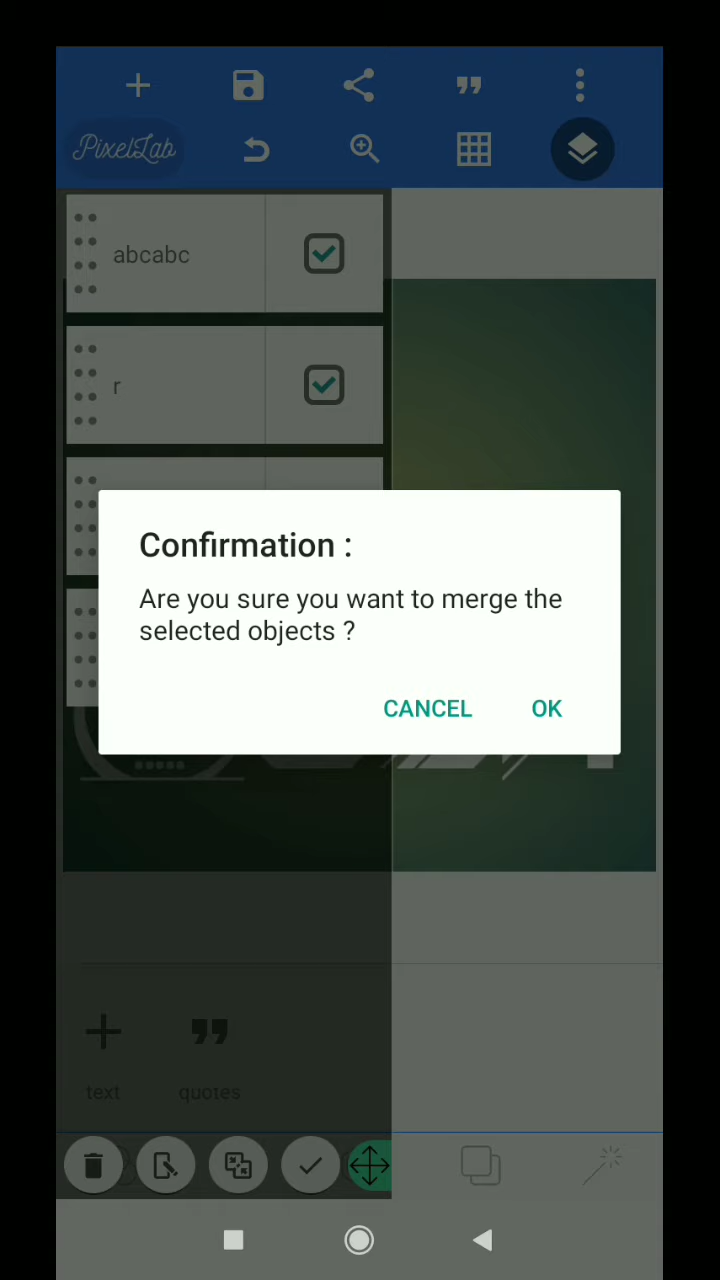 PixelLab
abcabc
r
Confirmation :
Are you sure you want to merge the
selected objects ?
CANCEL
OK
text
quotes